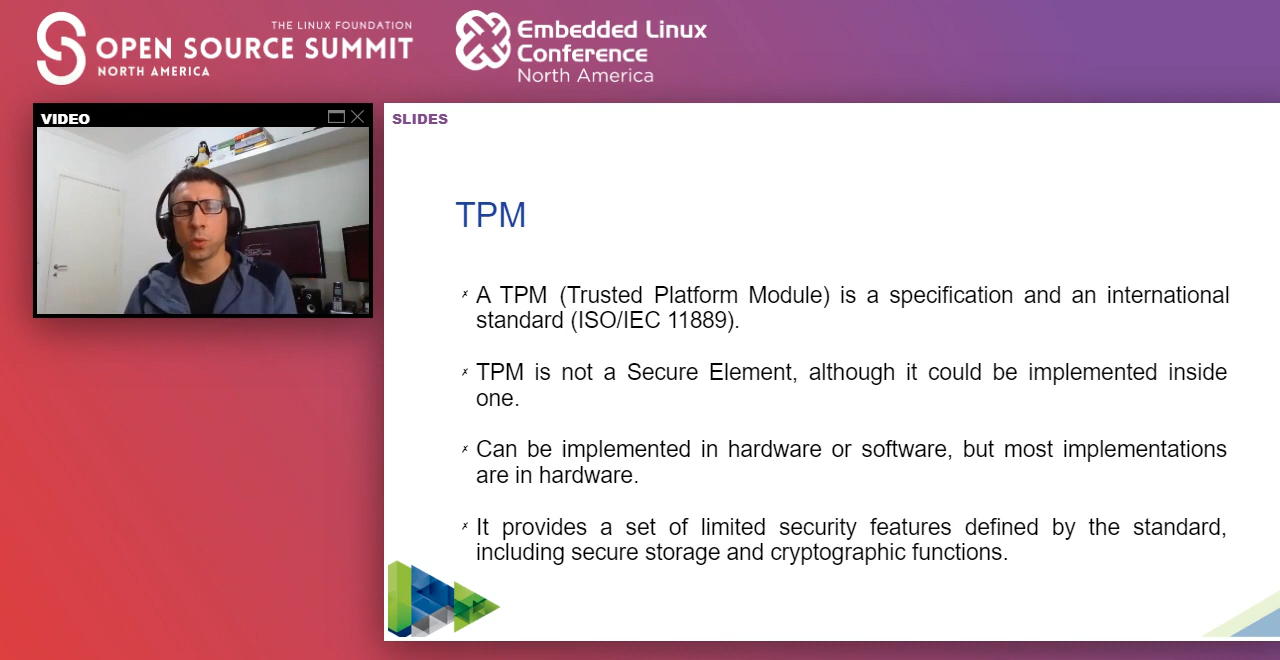 THE LINUX FOUNDATION
OPEN SOURCE SUMMIT
NORTH AMERICA
Embedded Linux
Conference
North America
VIDEO
SLIDES
TPM
✗ A TPM (Trusted Platform Module) is a specification and an international
standard (ISO/IEC 11889).
✗ TPM is not a Secure Element, although it could be implemented inside
one.
✗ Can be implemented in hardware or software, but most implementations
are in hardware.
✗ It provides a set of limited security features defined by the standard,
including secure storage and cryptographic functions.